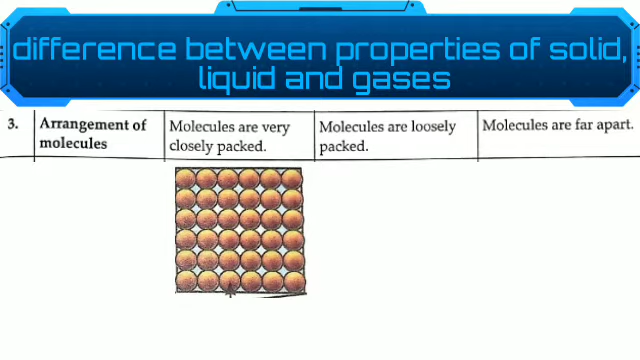 difference between properties of solid,
liquid and gases
3. Arrangement of molecules Molecules are very closely packed. Molecules are loosely packed. Molecules are far apart.